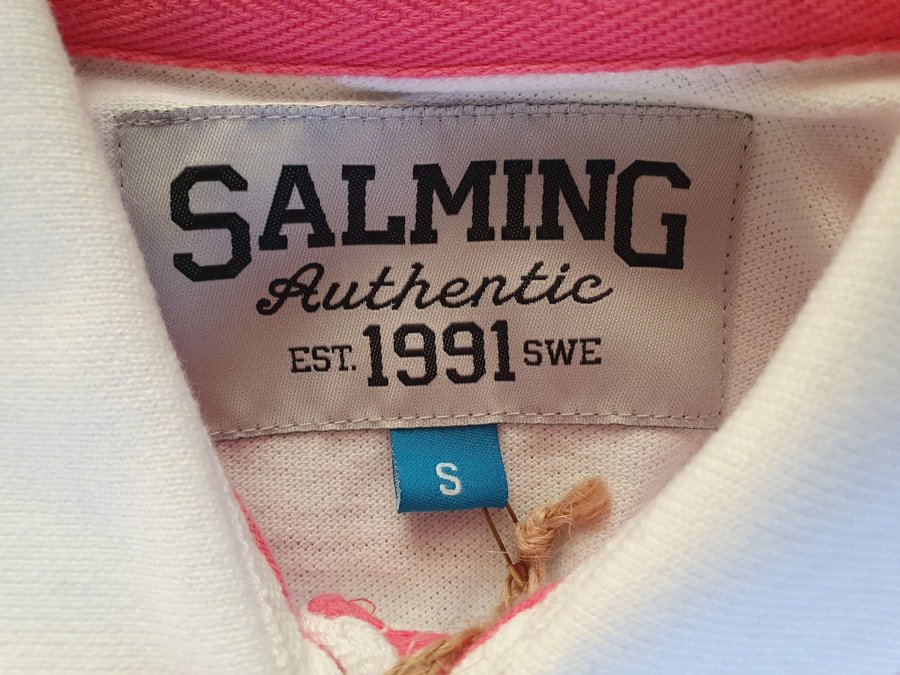 SALMING
Authentic
EST. 1991 SWE
S